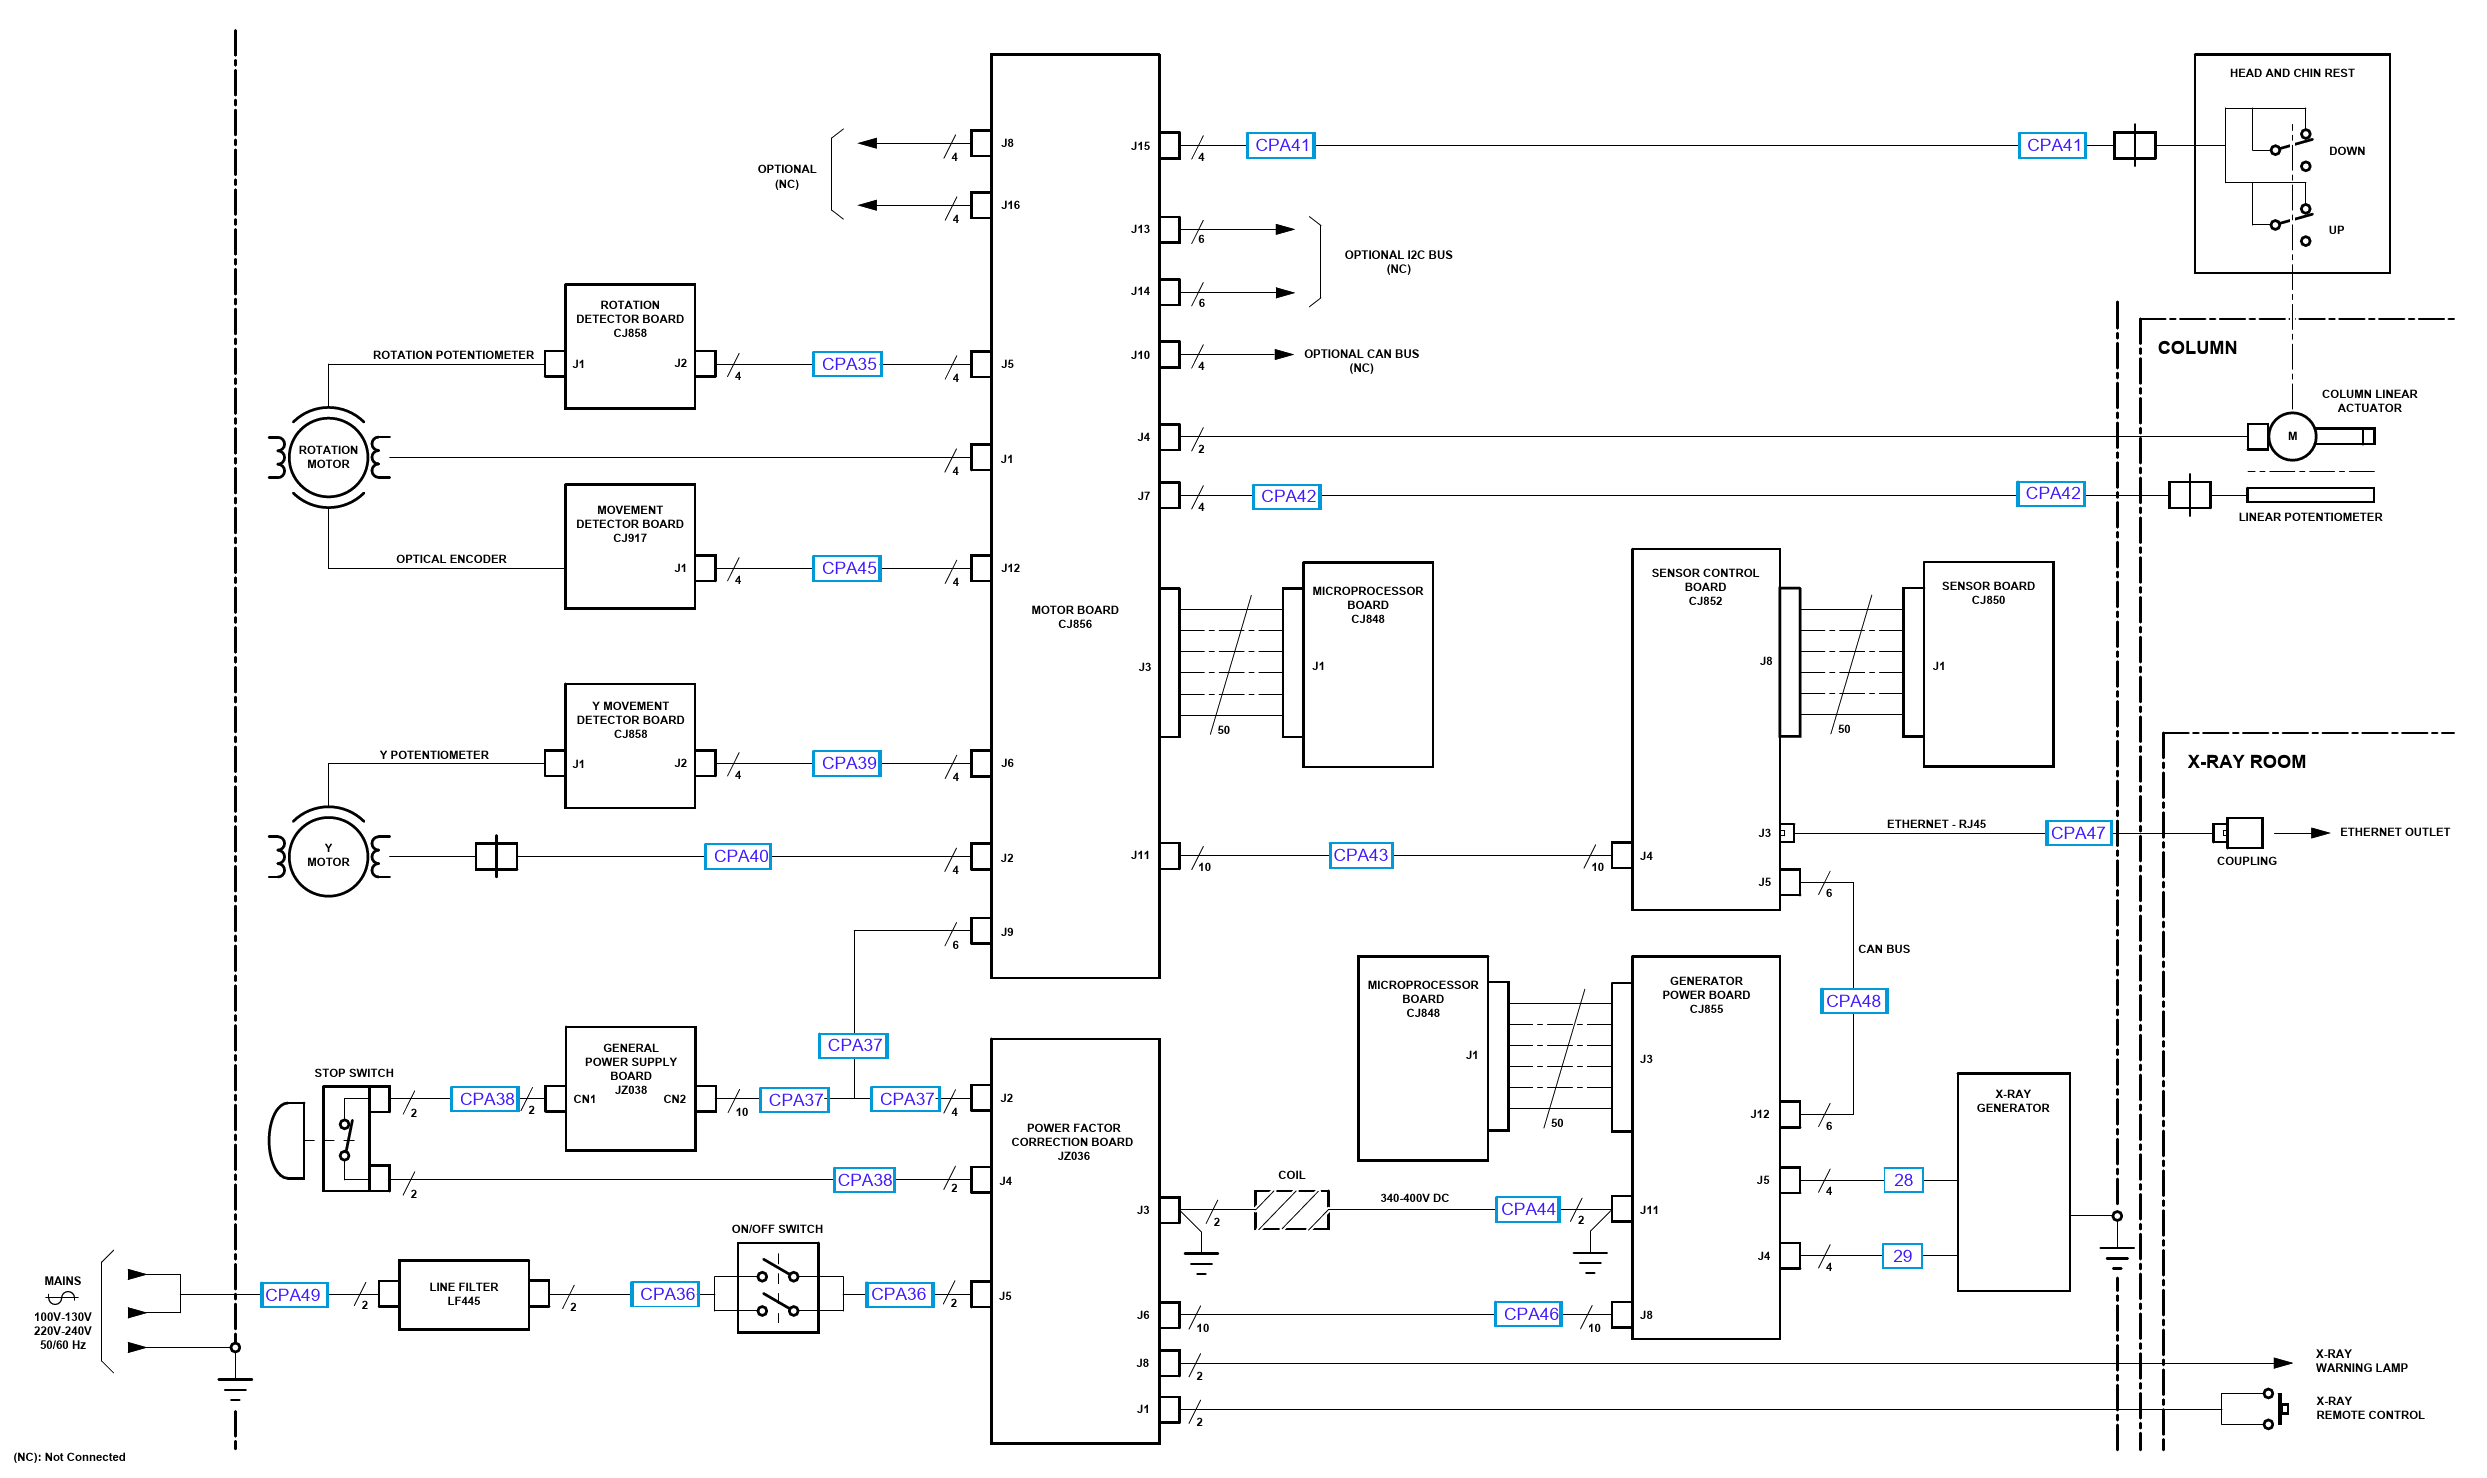 HEAD AND CHIN REST
DOWN
UP
J8
4
J16
4
OPTIONAL
(NC)
J15
4
CPA41
CPA41
J13
6
J14
6
OPTIONAL I2C BUS
(NC)
J10
4
OPTIONAL CAN BUS
(NC)
COLUMN
COLUMN LINEAR
ACTUATOR
M
J4
2
J7
4
CPA42
CPA42
LINEAR POTENTIOMETER
ROTATION
DETECTOR BOARD
CJ858
ROTATION POTENTIOMETER
J1
J2
4
CPA35
4
J5
ROTATION
MOTOR
4
J1
MOVEMENT
DETECTOR BOARD
CJ917
OPTICAL ENCODER
J1
4
CPA45
4
J12
MOTOR BOARD
CJ856
J3
50
MICROPROCESSOR
BOARD
CJ848
J1
SENSOR CONTROL
BOARD
CJ852
J8
50
SENSOR BOARD
CJ850
J1
Y MOVEMENT
DETECTOR BOARD
CJ858
Y POTENTIOMETER
J1
J2
4
CPA39
4
J6
X-RAY ROOM
Y
MOTOR
CPA40
4
J2
J11
10
CPA43
10
J4
J3
ETHERNET - RJ45
CPA47
COUPLING
ETHERNET OUTLET
J5
6
CAN BUS
CPA48
6
J9
CPA37
STOP SWITCH
2
CPA38
2
CN1
GENERAL
POWER SUPPLY
BOARD
JZ038
CN2
10
CPA37
CPA37
4
J2
2
CPA38
2
J4
POWER FACTOR
CORRECTION BOARD
JZ036
MICROPROCESSOR
BOARD
CJ848
J1
50
GENERATOR
POWER BOARD
CJ855
J3
J12
6
X-RAY
GENERATOR
J5
4
28
J4
4
29
J3
2
COIL
340-400V DC
CPA44
2
J11
MAINS
100V-130V
220V-240V
50/60 Hz
CPA49
2
LINE FILTER
LF445
2
CPA36
ON/OFF SWITCH
CPA36
2
J5
J6
10
CPA46
10
J8
J8
2
X-RAY
WARNING LAMP
J1
2
X-RAY
REMOTE CONTROL
(NC): Not Connected